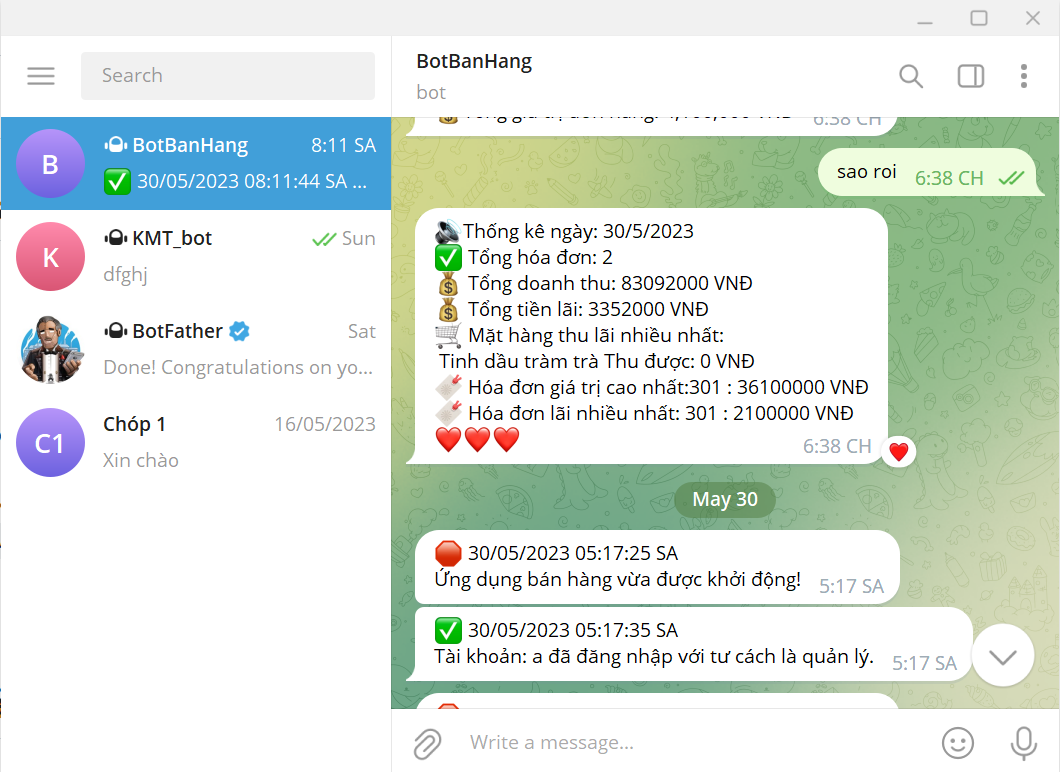 Search
B
BotBanHang
8:11 SA
✅ 30/05/2023 08:11:44 SA ...
K
KMT_bot
Sun
dfghj
BotFather
Sat
Done! Congratulations on yo...
C1
Chóp 1
16/05/2023
Xin chào
BotBanHang
bot
6:38 CH
sao roi
6:38 CH
🔊Thống kê ngày: 30/5/2023
✅ Tổng hóa đơn: 2
💰 Tổng doanh thu: 83092000 VNĐ
💰 Tổng tiền lãi: 3352000 VNĐ
🛒 Mặt hàng thu lãi nhiều nhất:
Tinh dầu tràm trà Thu được: 0 VNĐ
Hóa đơn giá trị cao nhất:301 : 36100000 VNĐ
Hóa đơn lãi nhiều nhất: 301 : 2100000 VNĐ
❤️❤️❤️
6:38 CH
❤️
May 30
🛑 30/05/2023 05:17:25 SA
Ứng dụng bán hàng vừa được khởi động!
5:17 SA
✅ 30/05/2023 05:17:35 SA
Tài khoản: a đã đăng nhập với tư cách là quản lý.
5:17 SA
Write a message...